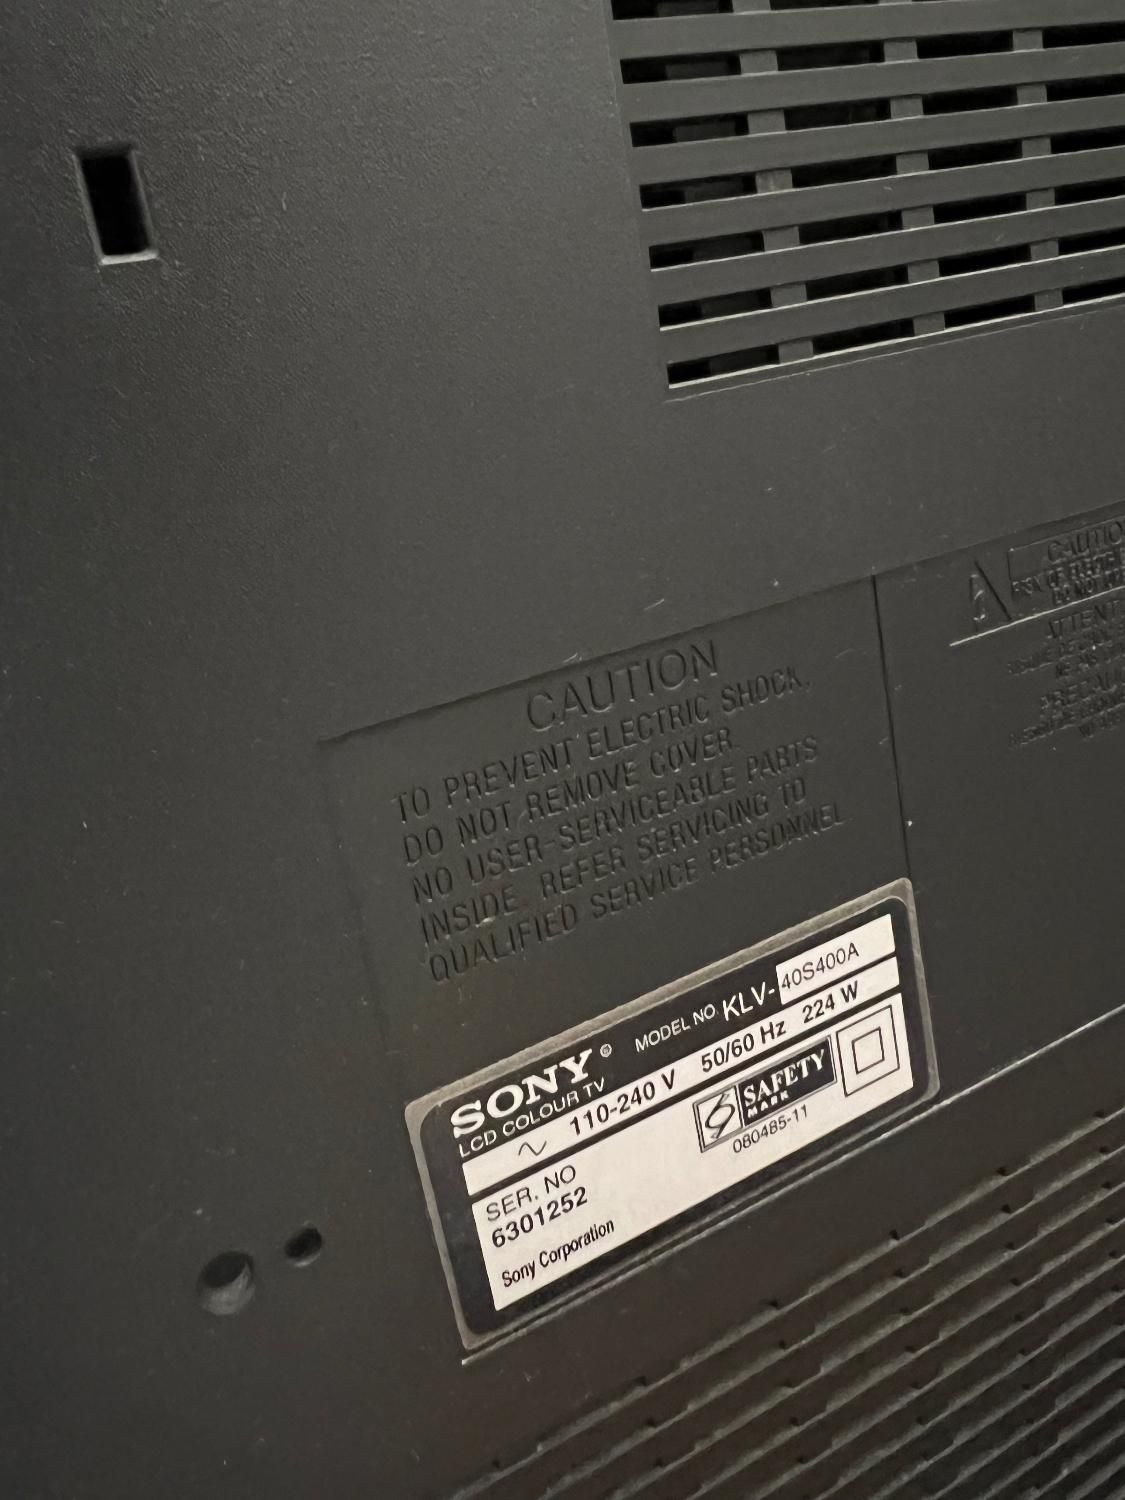 CAUTION
TO PREVENT ELECTRIC SHOCK,
DO NOT REMOVE COVER.
NO USER-SERVICEABLE PARTS
INSIDE. REFER SERVICING TO
QUALIFIED SERVICE PERSONNEL.
CAUTIO
ATTENT
SONY® MODEL NO. KLV-40S400A
LCD COLOUR TV
110-240 V 50/60 Hz 224 W
SAFETY
MARK
080485-11
SER. NO
6301252
Sony Corporation